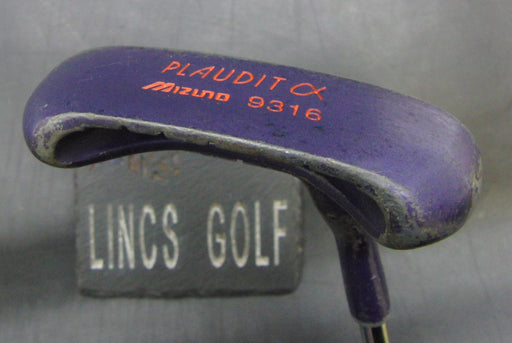 PLAUDIT α
MIZUNO 9316
LINCS GOLF